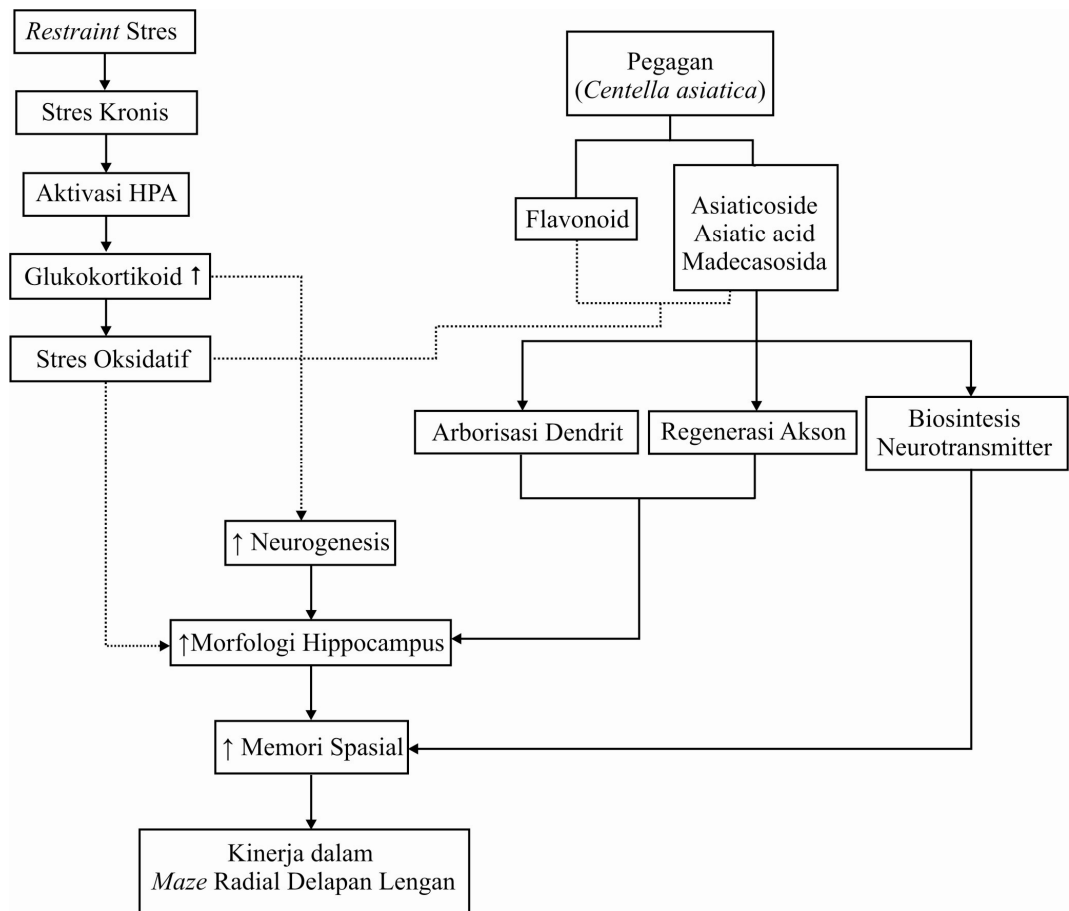 Restraint Stres
Stres Kronis
Aktivasi HPA
Glukokortikoid ↑
Stres Oksidatif
Pegagan
(Centella asiatica)
Flavonoid
Asiaticoside
Asiatic acid
Madecasosida
Arborisasi Dendrit
Regenerasi Akson
Biosintesis
Neurotransmitter
↑ Neurogenesis
↑Morfologi Hippocampus
↑ Memori Spasial
Kinerja dalam
Maze Radial Delapan Lengan